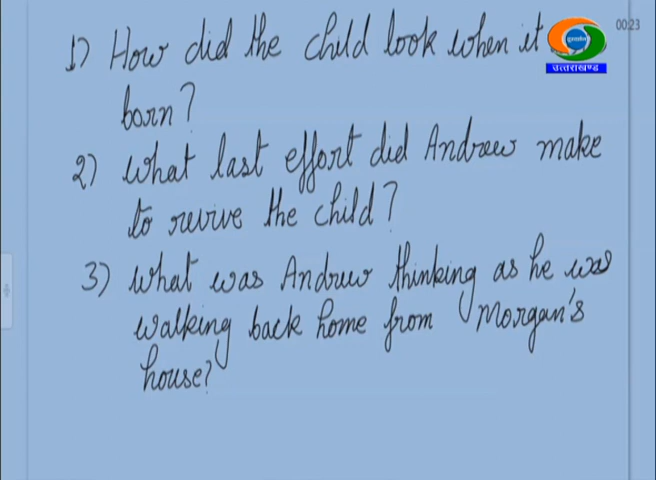 1) How did the child look when it
born?
2) What last effort did Andrew make
to revive the child?
3) What was Andrew thinking as he was
walking back home from Morgan's
house?
उत्तराखण्ड
00:23